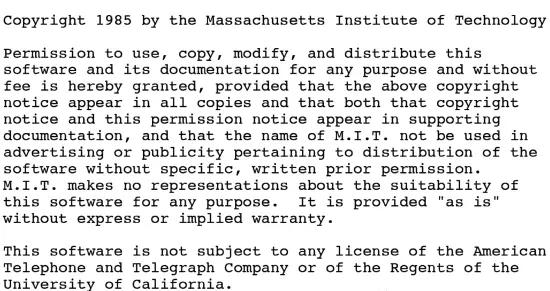 Copyright 1985 by the Massachusetts Institute of Technology

Permission to use, copy, modify, and distribute this
software and its documentation for any purpose and without
fee is hereby granted, provided that the above copyright
notice appear in all copies and that both that copyright
notice and this permission notice appear in supporting
documentation, and that the name of M.I.T. not be used in
advertising or publicity pertaining to distribution of the
software without specific, written prior permission.
M.I.T. makes no representations about the suitability of
this software for any purpose.  It is provided "as is"
without express or implied warranty.

This software is not subject to any license of the American
Telephone and Telegraph Company or of the Regents of the
University of California.